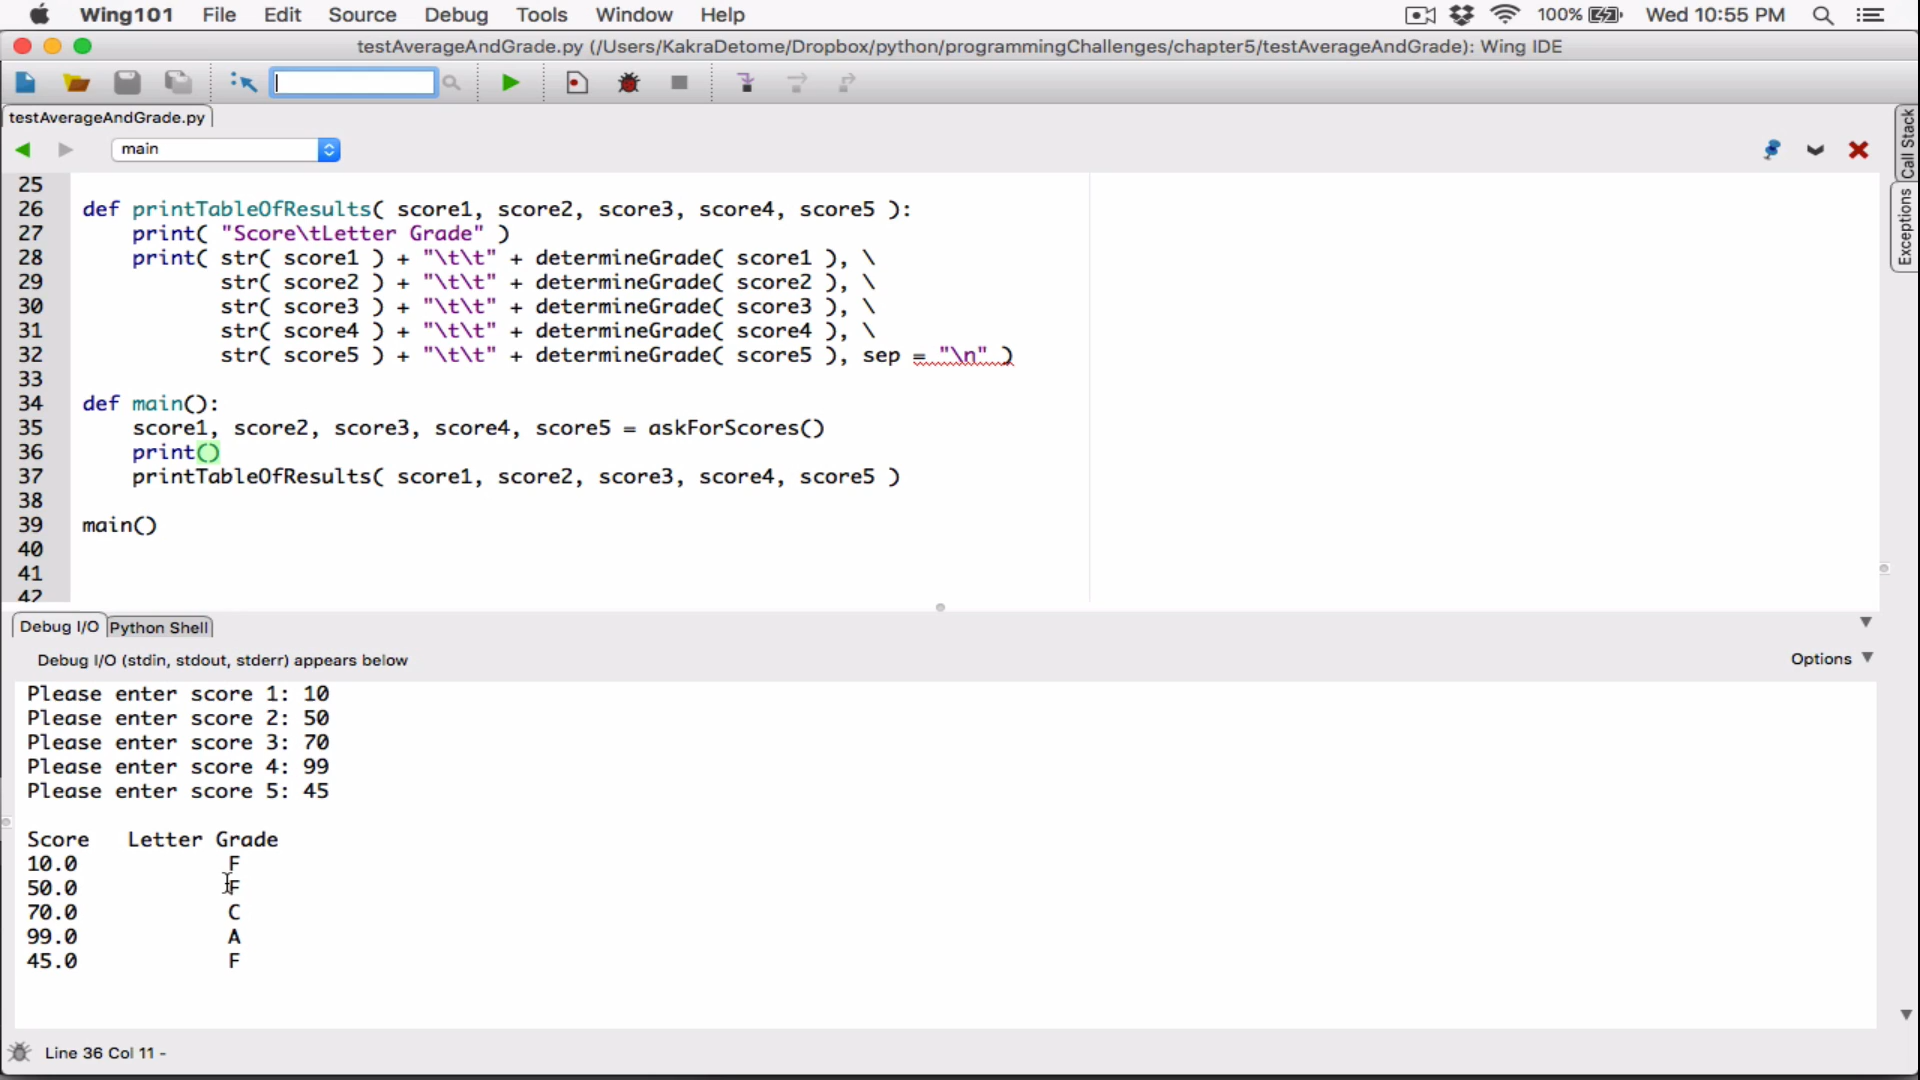 Wing101 File Edit Source Debug Tools Window Help 100% Wed 10:55 PM
testAverageAndGrade.py (/Users/KakraDetome/Dropbox/python/programmingChallenges/chapter5/testAverageAndGrade): Wing IDE
testAverageAndGrade.py
main
Call Stack
Exceptions
25
26 def printTableOfResults( score1, score2, score3, score4, score5 ):
27     print( "Score\tLetter Grade" )
28     print( str( score1 ) + "\t\t" + determineGrade( score1 ), \
29            str( score2 ) + "\t\t" + determineGrade( score2 ), \
30            str( score3 ) + "\t\t" + determineGrade( score3 ), \
31            str( score4 ) + "\t\t" + determineGrade( score4 ), \
32            str( score5 ) + "\t\t" + determineGrade( score5 ), sep = "\n" )
33
34 def main():
35     score1, score2, score3, score4, score5 = askForScores()
36     print()
37     printTableOfResults( score1, score2, score3, score4, score5 )
38
39 main()
40
41
42
Debug I/O Python Shell
Debug I/O (stdin, stdout, stderr) appears below Options
Please enter score 1: 10
Please enter score 2: 50
Please enter score 3: 70
Please enter score 4: 99
Please enter score 5: 45
Score   Letter Grade
10.0            F
50.0            F
70.0            C
99.0            A
45.0            F
Line 36 Col 11 -